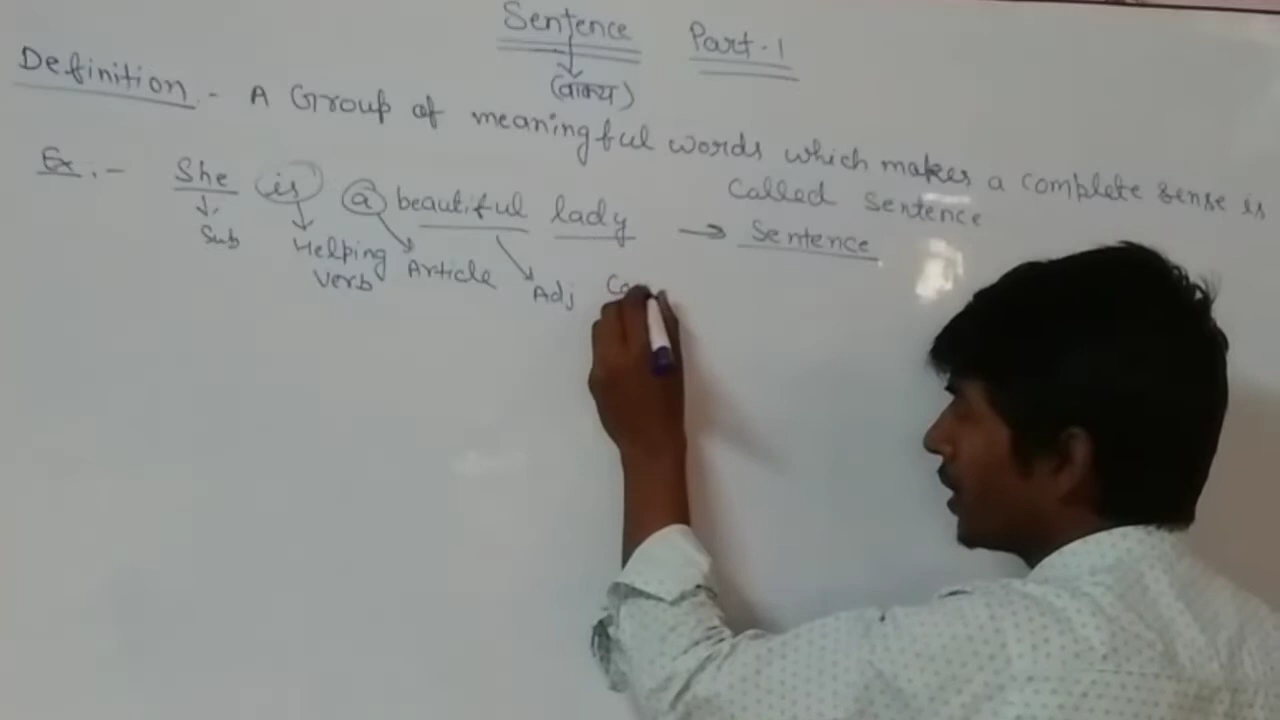 Sentence Part-1
(वाक्य)
Definition - A Group of meaningful words which makes a complete sense is
called Sentence
Ex.- She is a beautiful lady → Sentence
Sub Helping Verb Article Adj Co